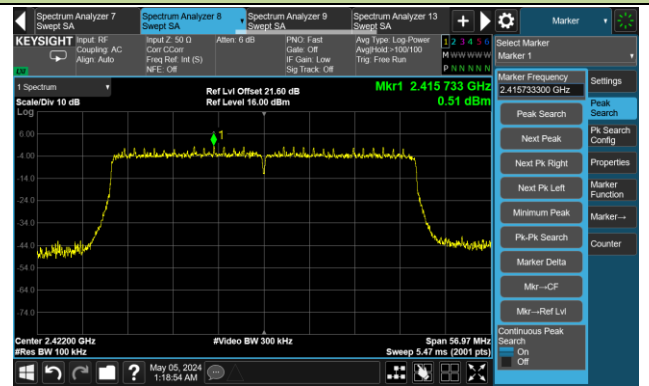 Spectrum Analyzer 7
Swept SA
Spectrum Analyzer 8
Swept SA
Spectrum Analyzer 9
Swept SA
Spectrum Analyzer 13
Swept SA
Marker
KEYSIGHT
Input: RF
Coupling: AC
Align: Auto
Input Z: 50 Ω
Corr CCorr
Freq Ref: Int (S)
NFE: Off
Atten: 6 dB
PNO: Fast
Gate: Off
IF Gain: Low
Sig Track: Off
Avg Type: Log-Power
Avg|Hold:>100/100
Trig: Free Run
1 2 3 4 5 6
M W W W W W
P N N N N N
Select Marker
Marker 1
1 Spectrum
Scale/Div 10 dB
Log
Ref Lvl Offset 21.60 dB
Ref Level 16.00 dBm
Mkr1 2.415 733 GHz
0.51 dBm
6.00
-4.00
-14.0
-24.0
-34.0
-44.0
-54.0
-64.0
-74.0
1
Center 2.42200 GHz
#Res BW 100 kHz
#Video BW 300 kHz
Span 56.97 MHz
Sweep 5.47 ms (2001 pts)
Marker Frequency
2.415733300 GHz
Peak Search
Next Peak
Next Pk Right
Next Pk Left
Minimum Peak
Pk-Pk Search
Marker Delta
Mkr→CF
Mkr→Ref Lvl
Continuous Peak
Search
On
Off
Settings
Peak
Search
Pk Search
Config
Properties
Marker
Function
Marker→
Counter
?
May 05, 2024
1:18:54 AM